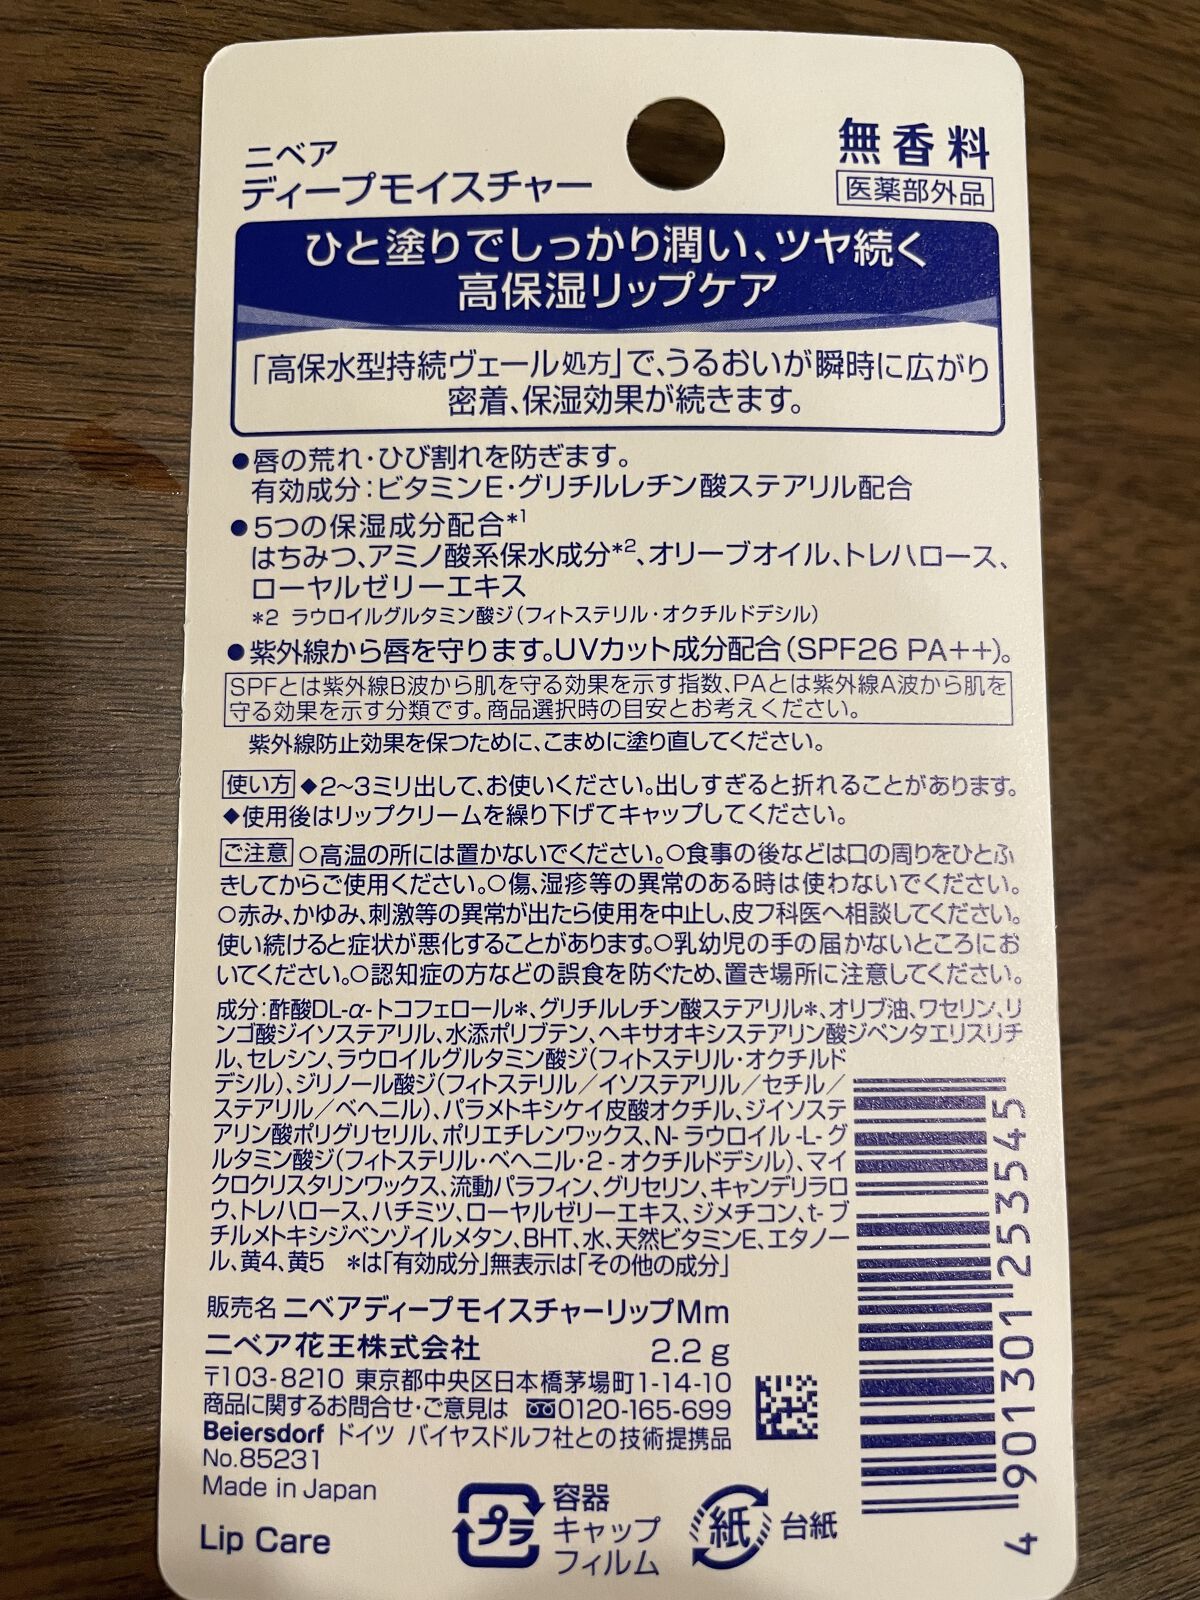 ニベア
ディープモイスチャー
無香料
医薬部外品
ひと塗りでしっかり潤い、ツヤ続く
高保湿リップケア
「高保水型持続ヴェール処方」で、うるおいが瞬時に広がり
密着、保湿効果が続きます。
●唇の荒れ・ひび割れを防ぎます。
有効成分：ビタミンE・グリチルレチン酸ステアリル配合
●5つの保湿成分配合*1
はちみつ、アミノ酸系保水成分*2、オリーブオイル、トレハロース、
ローヤルゼリーエキス
*2 ラウロイルグルタミン酸ジ(フィトステリル・オクチルドデシル)
●紫外線から唇を守ります。UVカット成分配合(SPF26 PA++)。
SPFとは紫外線B波から肌を守る効果を示す指数、PAとは紫外線A波から肌を
守る効果を示す分類です。商品選択時の目安とお考えください。
紫外線防止効果を保つために、こまめに塗り直してください。
使い方 ◆2〜3ミリ出して、お使いください。出しすぎると折れることがあります。
◆使用後はリップクリームを繰り下げてキャップしてください。
ご注意 ○高温の所には置かないでください。○食事の後などは口の周りをひとふ
きしてからご使用ください。○傷、湿疹等の異常のある時は使わないでください。
○赤み、かゆみ、刺激等の異常が出たら使用を中止し、皮フ科医へ相談してください。
使い続けると症状が悪化することがあります。○乳幼児の手の届かないところにお
いてください。○認知症の方などの誤食を防ぐため、置き場所に注意してください。
成分：酢酸DL-α-トコフェロール*、グリチルレチン酸ステアリル*、オリブ油、ワセリン、リ
ンゴ酸ジイソステアリル、水添ポリブテン、ヘキサオキシステアリン酸ジペンタエリスリチ
ル、セレシン、ラウロイルグルタミン酸ジ(フィトステリル・オクチルド
デシル)、ジリノール酸ジ(フィトステリル／イソステアリル／セチル／
ステアリル／ベヘニル)、パラメトキシケイ皮酸オクチル、ジイソステ
アリン酸ポリグリセリル、ポリエチレンワックス、N-ラウロイル-L-グ
ルタミン酸ジ(フィトステリル・ベヘニル・2-オクチルドデシル)、マイ
クロクリスタリンワックス、流動パラフィン、グリセリン、キャンデリラロ
ウ、トレハロース、ハチミツ、ローヤルゼリーエキス、ジメチコン、t-ブ
チルメトキシジベンゾイルメタン、BHT、水、天然ビタミンE、エタノー
ル、黄4、黄5 *は「有効成分」無表示は「その他の成分」
販売名 ニベアディープモイスチャーリップMm
ニベア花王株式会社 2.2g
〒103-8210 東京都中央区日本橋茅場町1-14-10
商品に関するお問合せ・ご意見は 0120-165-699
Beiersdorf ドイツ バイヤスドルフ社との技術提携品
No.85231
Made in Japan
Lip Care
プラ
容器
キャップ
フィルム
紙
台紙
4 901301 253545